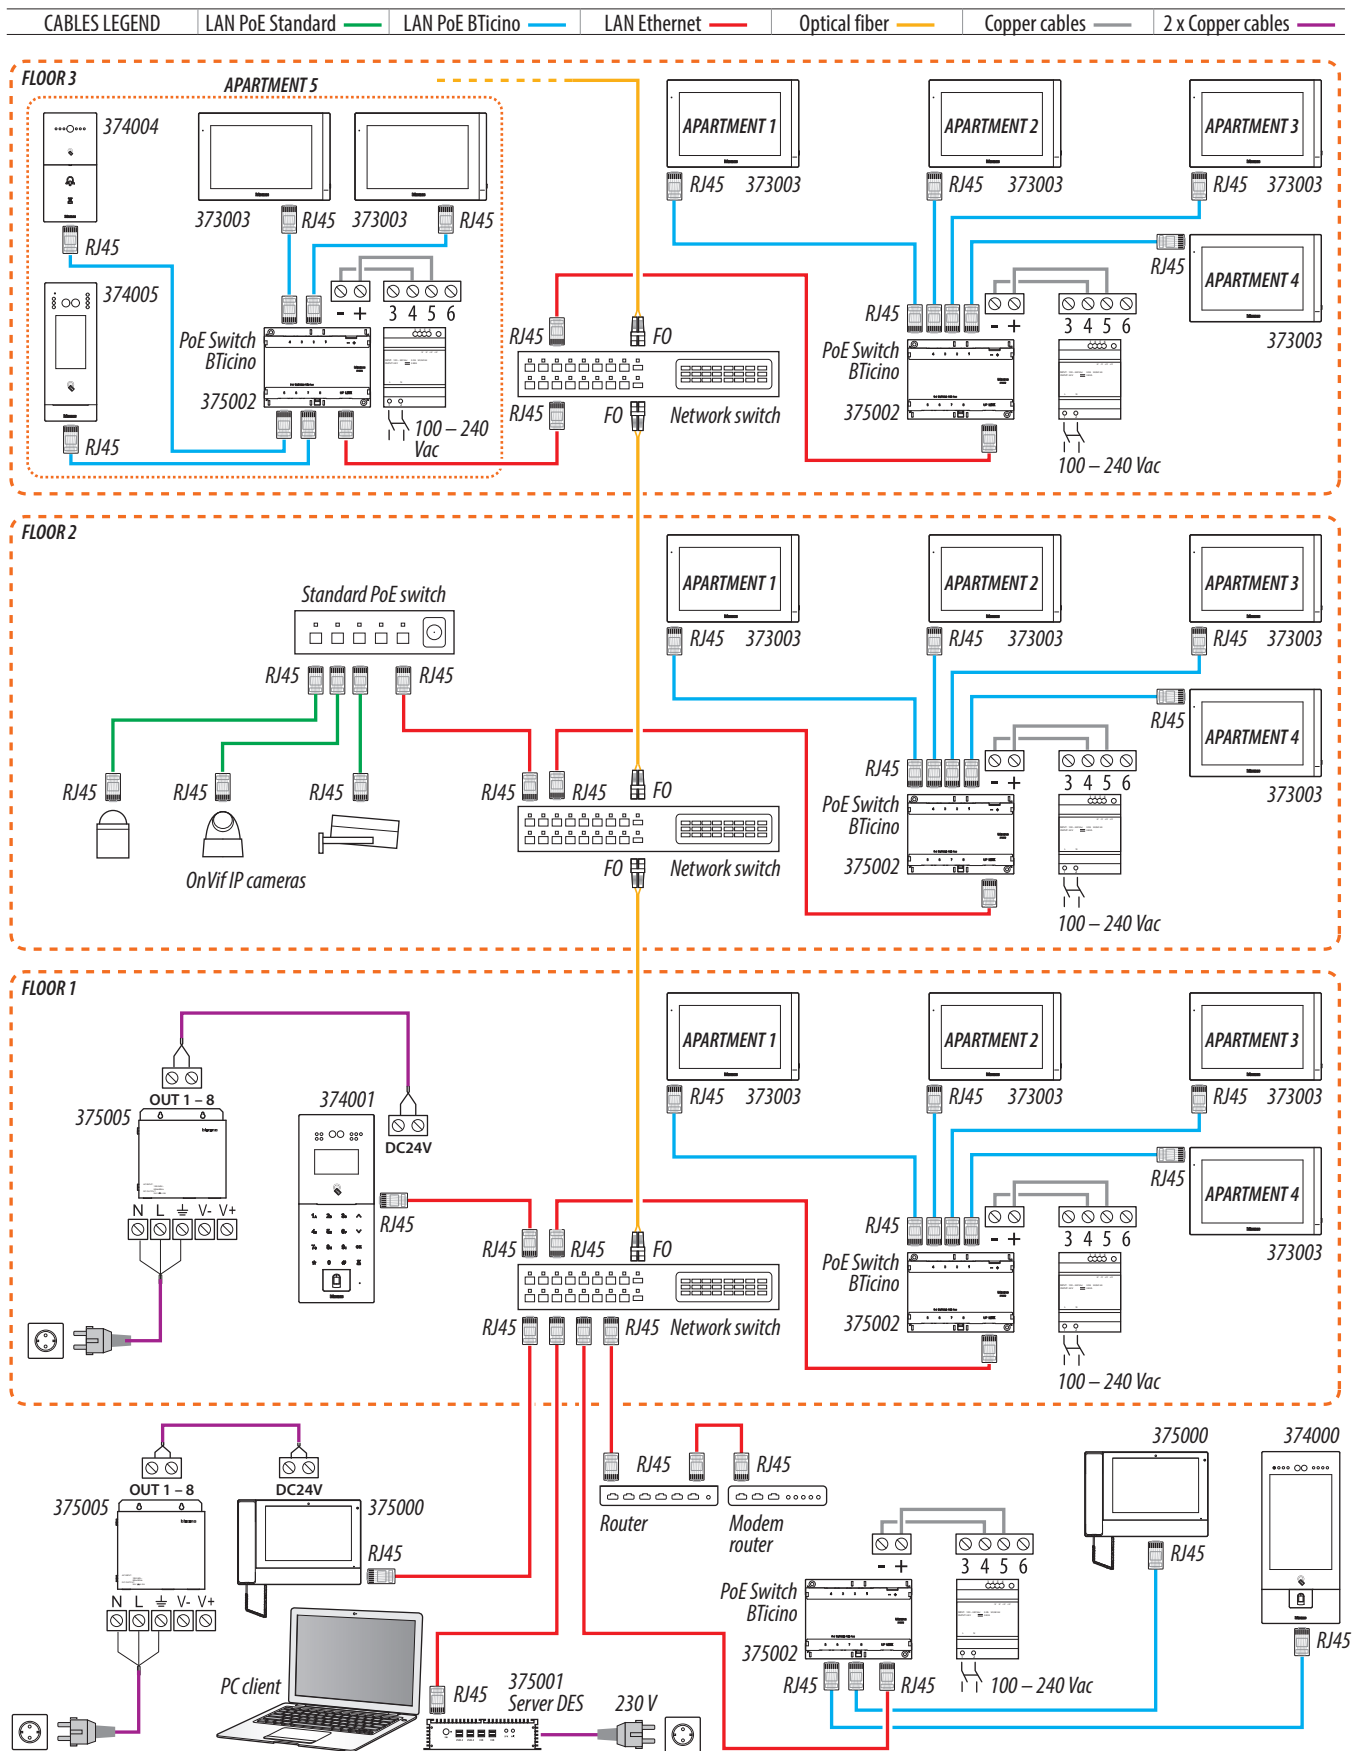 CABLES LEGEND LAN PoE Standard LAN PoE BTicino LAN Ethernet Optical fiber Copper cables 2 x Copper cables
FLOOR 3
APARTMENT 5
374004
373003 RJ45 373003 RJ45
RJ45
374005
- + 3 4 5 6
PoE Switch
BTicino
375002
RJ45
100 – 240
Vac
RJ45 FO
RJ45 FO Network switch
APARTMENT 1
RJ45 373003
APARTMENT 2
RJ45 373003
APARTMENT 3
RJ45 373003
RJ45
APARTMENT 4
373003
RJ45
- + 3 4 5 6
PoE Switch
BTicino
375002
100 – 240 Vac
FLOOR 2
Standard PoE switch
RJ45 RJ45
RJ45 RJ45 RJ45
OnVif IP cameras
RJ45 RJ45 FO
FO Network switch
APARTMENT 1
RJ45 373003
APARTMENT 2
RJ45 373003
APARTMENT 3
RJ45 373003
RJ45
APARTMENT 4
373003
RJ45
- + 3 4 5 6
PoE Switch
BTicino
375002
100 – 240 Vac
FLOOR 1
OUT 1 – 8
375005
N L V- V+
374001
DC24V
RJ45
RJ45 RJ45 FO
RJ45 RJ45 Network switch
APARTMENT 1
RJ45 373003
APARTMENT 2
RJ45 373003
APARTMENT 3
RJ45 373003
RJ45
APARTMENT 4
373003
RJ45
- + 3 4 5 6
PoE Switch
BTicino
375002
100 – 240 Vac
OUT 1 – 8
375005
N L V- V+
DC24V
375000
RJ45
PC client
RJ45
375001
Server DES
230 V
RJ45 RJ45
Router
Modem
router
- + 3 4 5 6
PoE Switch
BTicino
375002
RJ45 RJ45
100 – 240 Vac
375000
RJ45
374000
RJ45